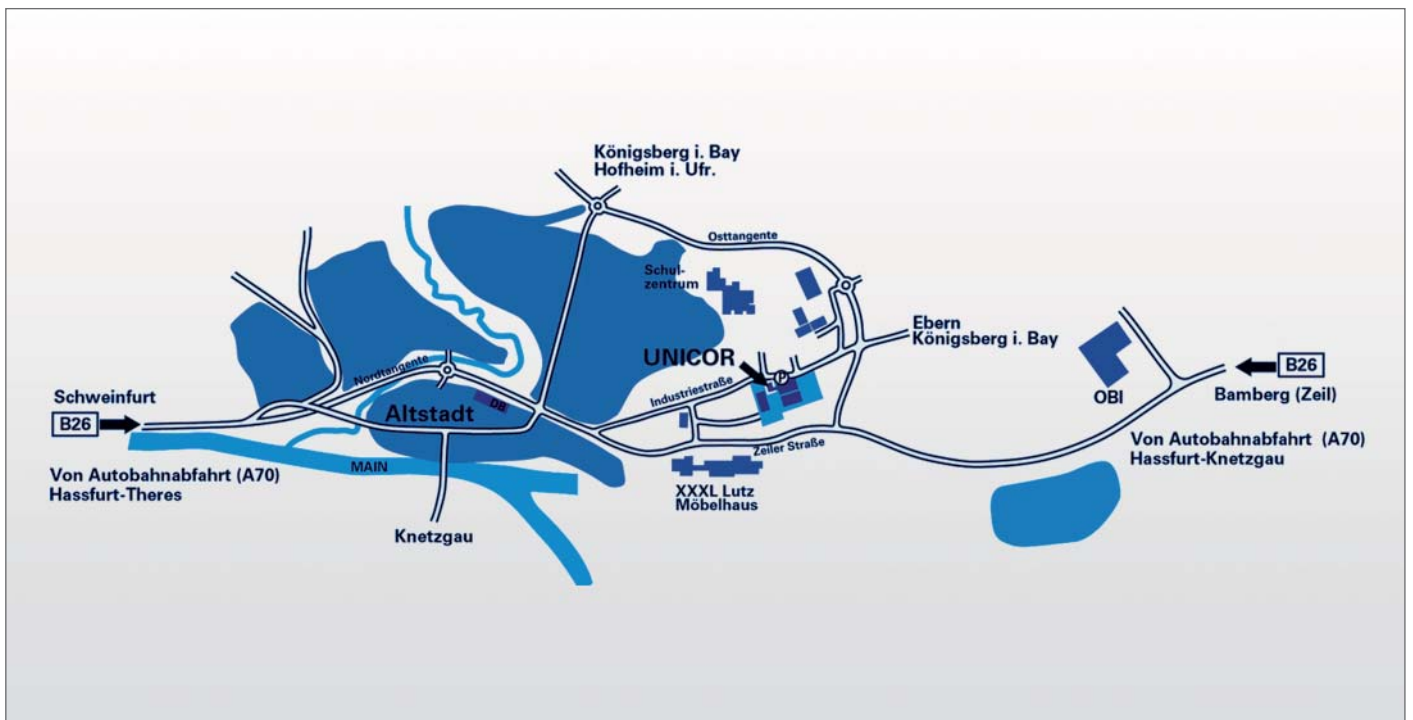 Königsberg i. Bay
Hofheim i. Ufr.
Osttangente
Schul-
zentrum
Ebern
Königsberg i. Bay
UNICOR
P
Industriestraße
Nordtangente
Schweinfurt
B26
Altstadt
DB
B26
Bamberg (Zeil)
OBI
Zeiler Straße
MAIN
Von Autobahnabfahrt (A70)
Hassfurt-Theres
Von Autobahnabfahrt (A70)
Hassfurt-Knetzgau
XXXL Lutz
Möbelhaus
Knetzgau